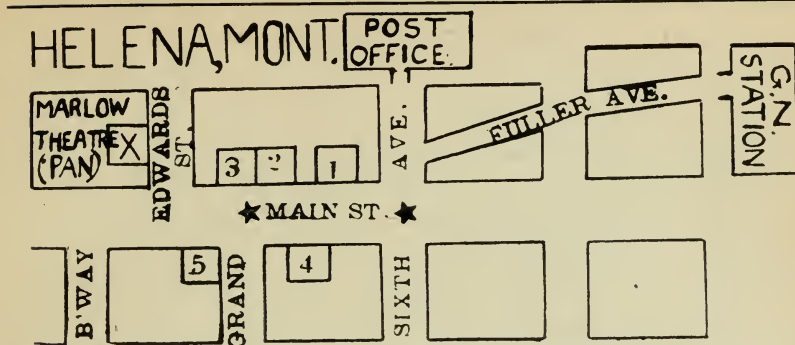 HELENA, MONT.
POST
OFFICE.
MARLOW
THEATRE
(PAN)
X
EDWARDS
ST.
3
2
1
AVE.
FULLER AVE.
G.N.
STATION
★ MAIN ST. ★
B'WAY
5
GRAND
4
SIXTH